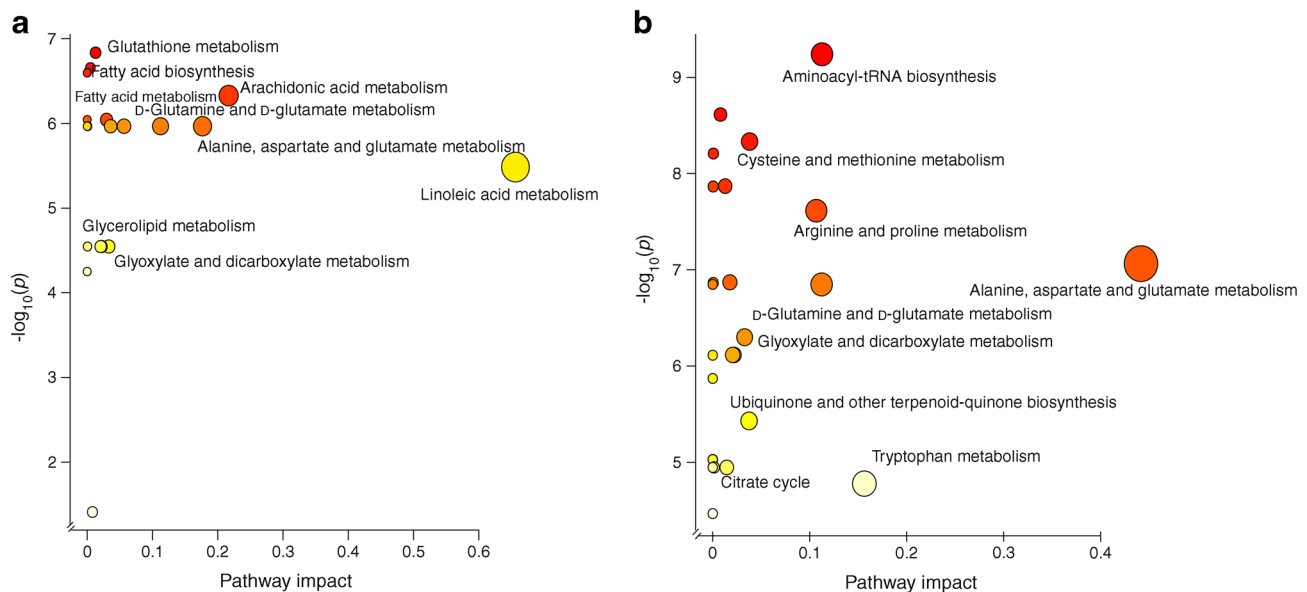 a
7
6
5
4
3
2
-log10(p)
Glutathione metabolism
Fatty acid biosynthesis
Arachidonic acid metabolism
Fatty acid metabolism
D-Glutamine and D-glutamate metabolism
Alanine, aspartate and glutamate metabolism
Linoleic acid metabolism
Glycerolipid metabolism
Glyoxylate and dicarboxylate metabolism
0 0.1 0.2 0.3 0.4 0.5 0.6
Pathway impact
b
9
8
7
6
5
-log10(p)
Aminoacyl-tRNA biosynthesis
Cysteine and methionine metabolism
Arginine and proline metabolism
Alanine, aspartate and glutamate metabolism
D-Glutamine and D-glutamate metabolism
Glyoxylate and dicarboxylate metabolism
Ubiquinone and other terpenoid-quinone biosynthesis
Tryptophan metabolism
Citrate cycle
0 0.1 0.2 0.3 0.4
Pathway impact